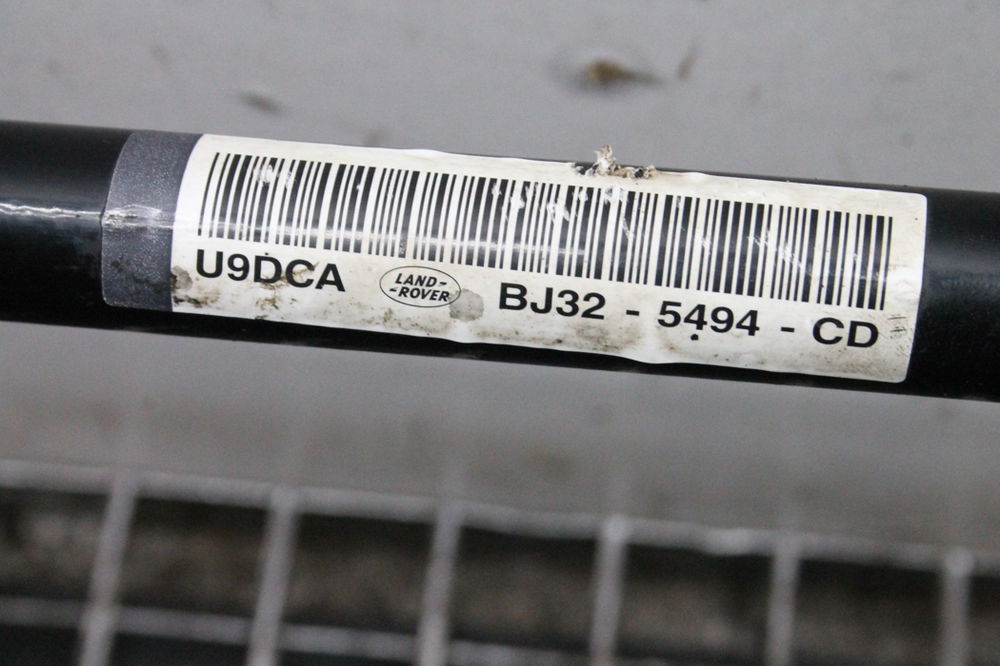 U9DCA LAND-
-ROVER BJ32 - 5494 - CD